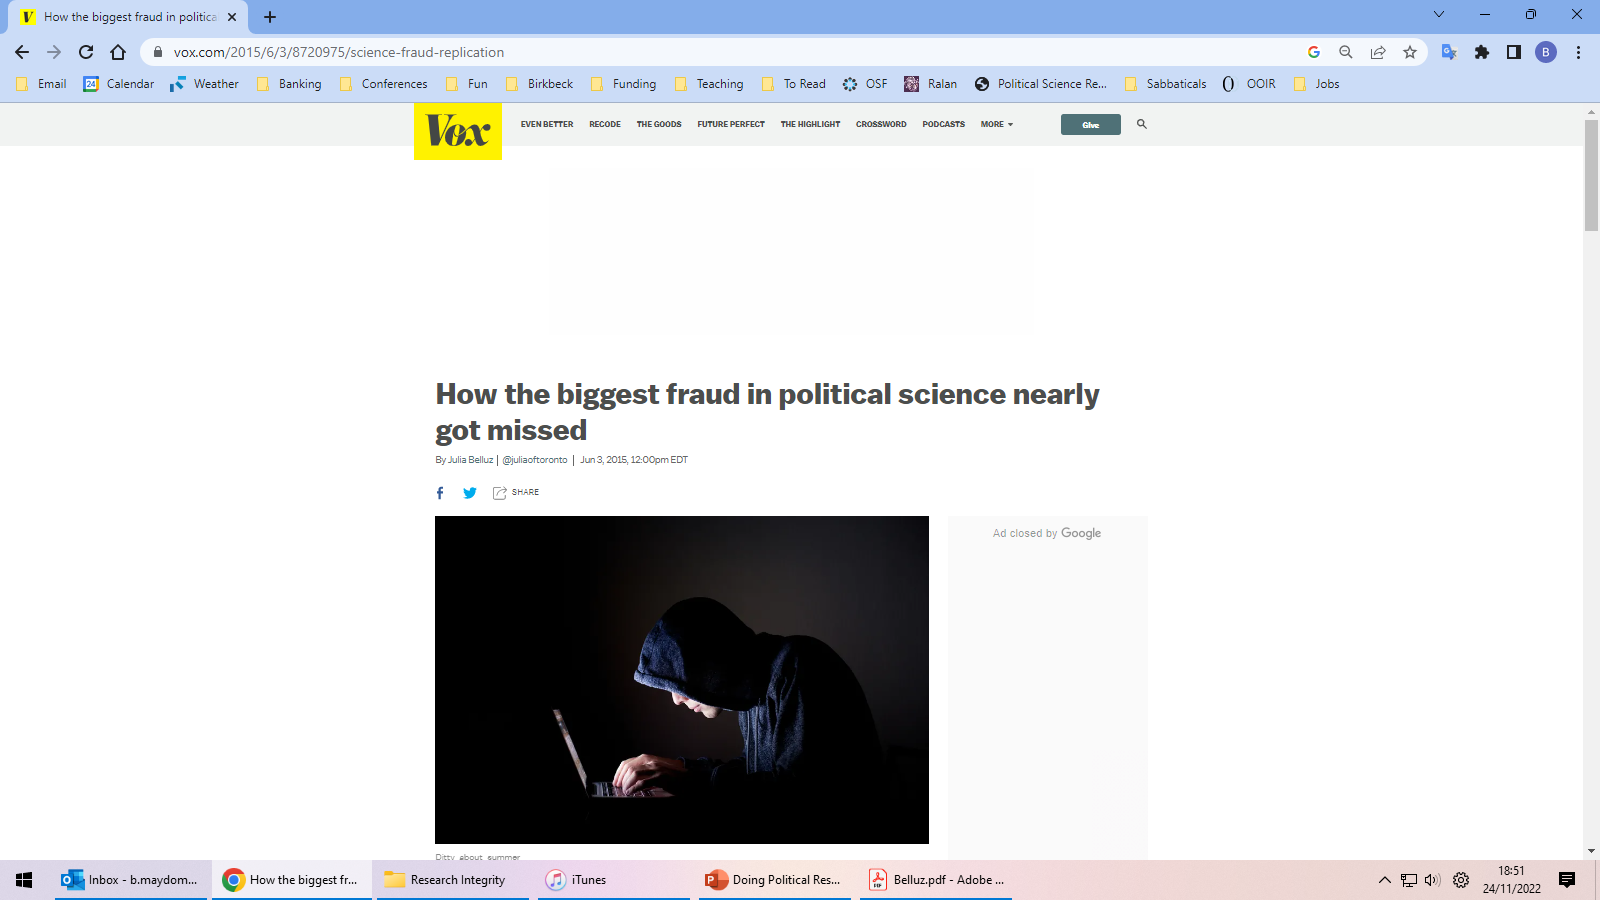 How the biggest fraud in politica
vox.com/2015/6/3/8720975/science-fraud-replication
B
Email
24 Calendar
Weather
Banking
Conferences
Fun
Birkbeck
Funding
Teaching
To Read
OSF
Ralan
Political Science Re...
Sabbaticals
OOIR
Jobs
Vox
EVEN BETTER
RECODE
THE GOODS
FUTURE PERFECT
THE HIGHLIGHT
CROSSWORD
PODCASTS
MORE
Give
How the biggest fraud in political science nearly
got missed
By Julia Belluz | @juliaoftoronto | Jun 3, 2015, 12:00pm EDT
SHARE
Ad closed by Google
Ditty_about_summer
Inbox - b.maydom...
How the biggest fr...
Research Integrity
iTunes
Doing Political Res...
Belluz.pdf - Adobe ...
18:51
24/11/2022